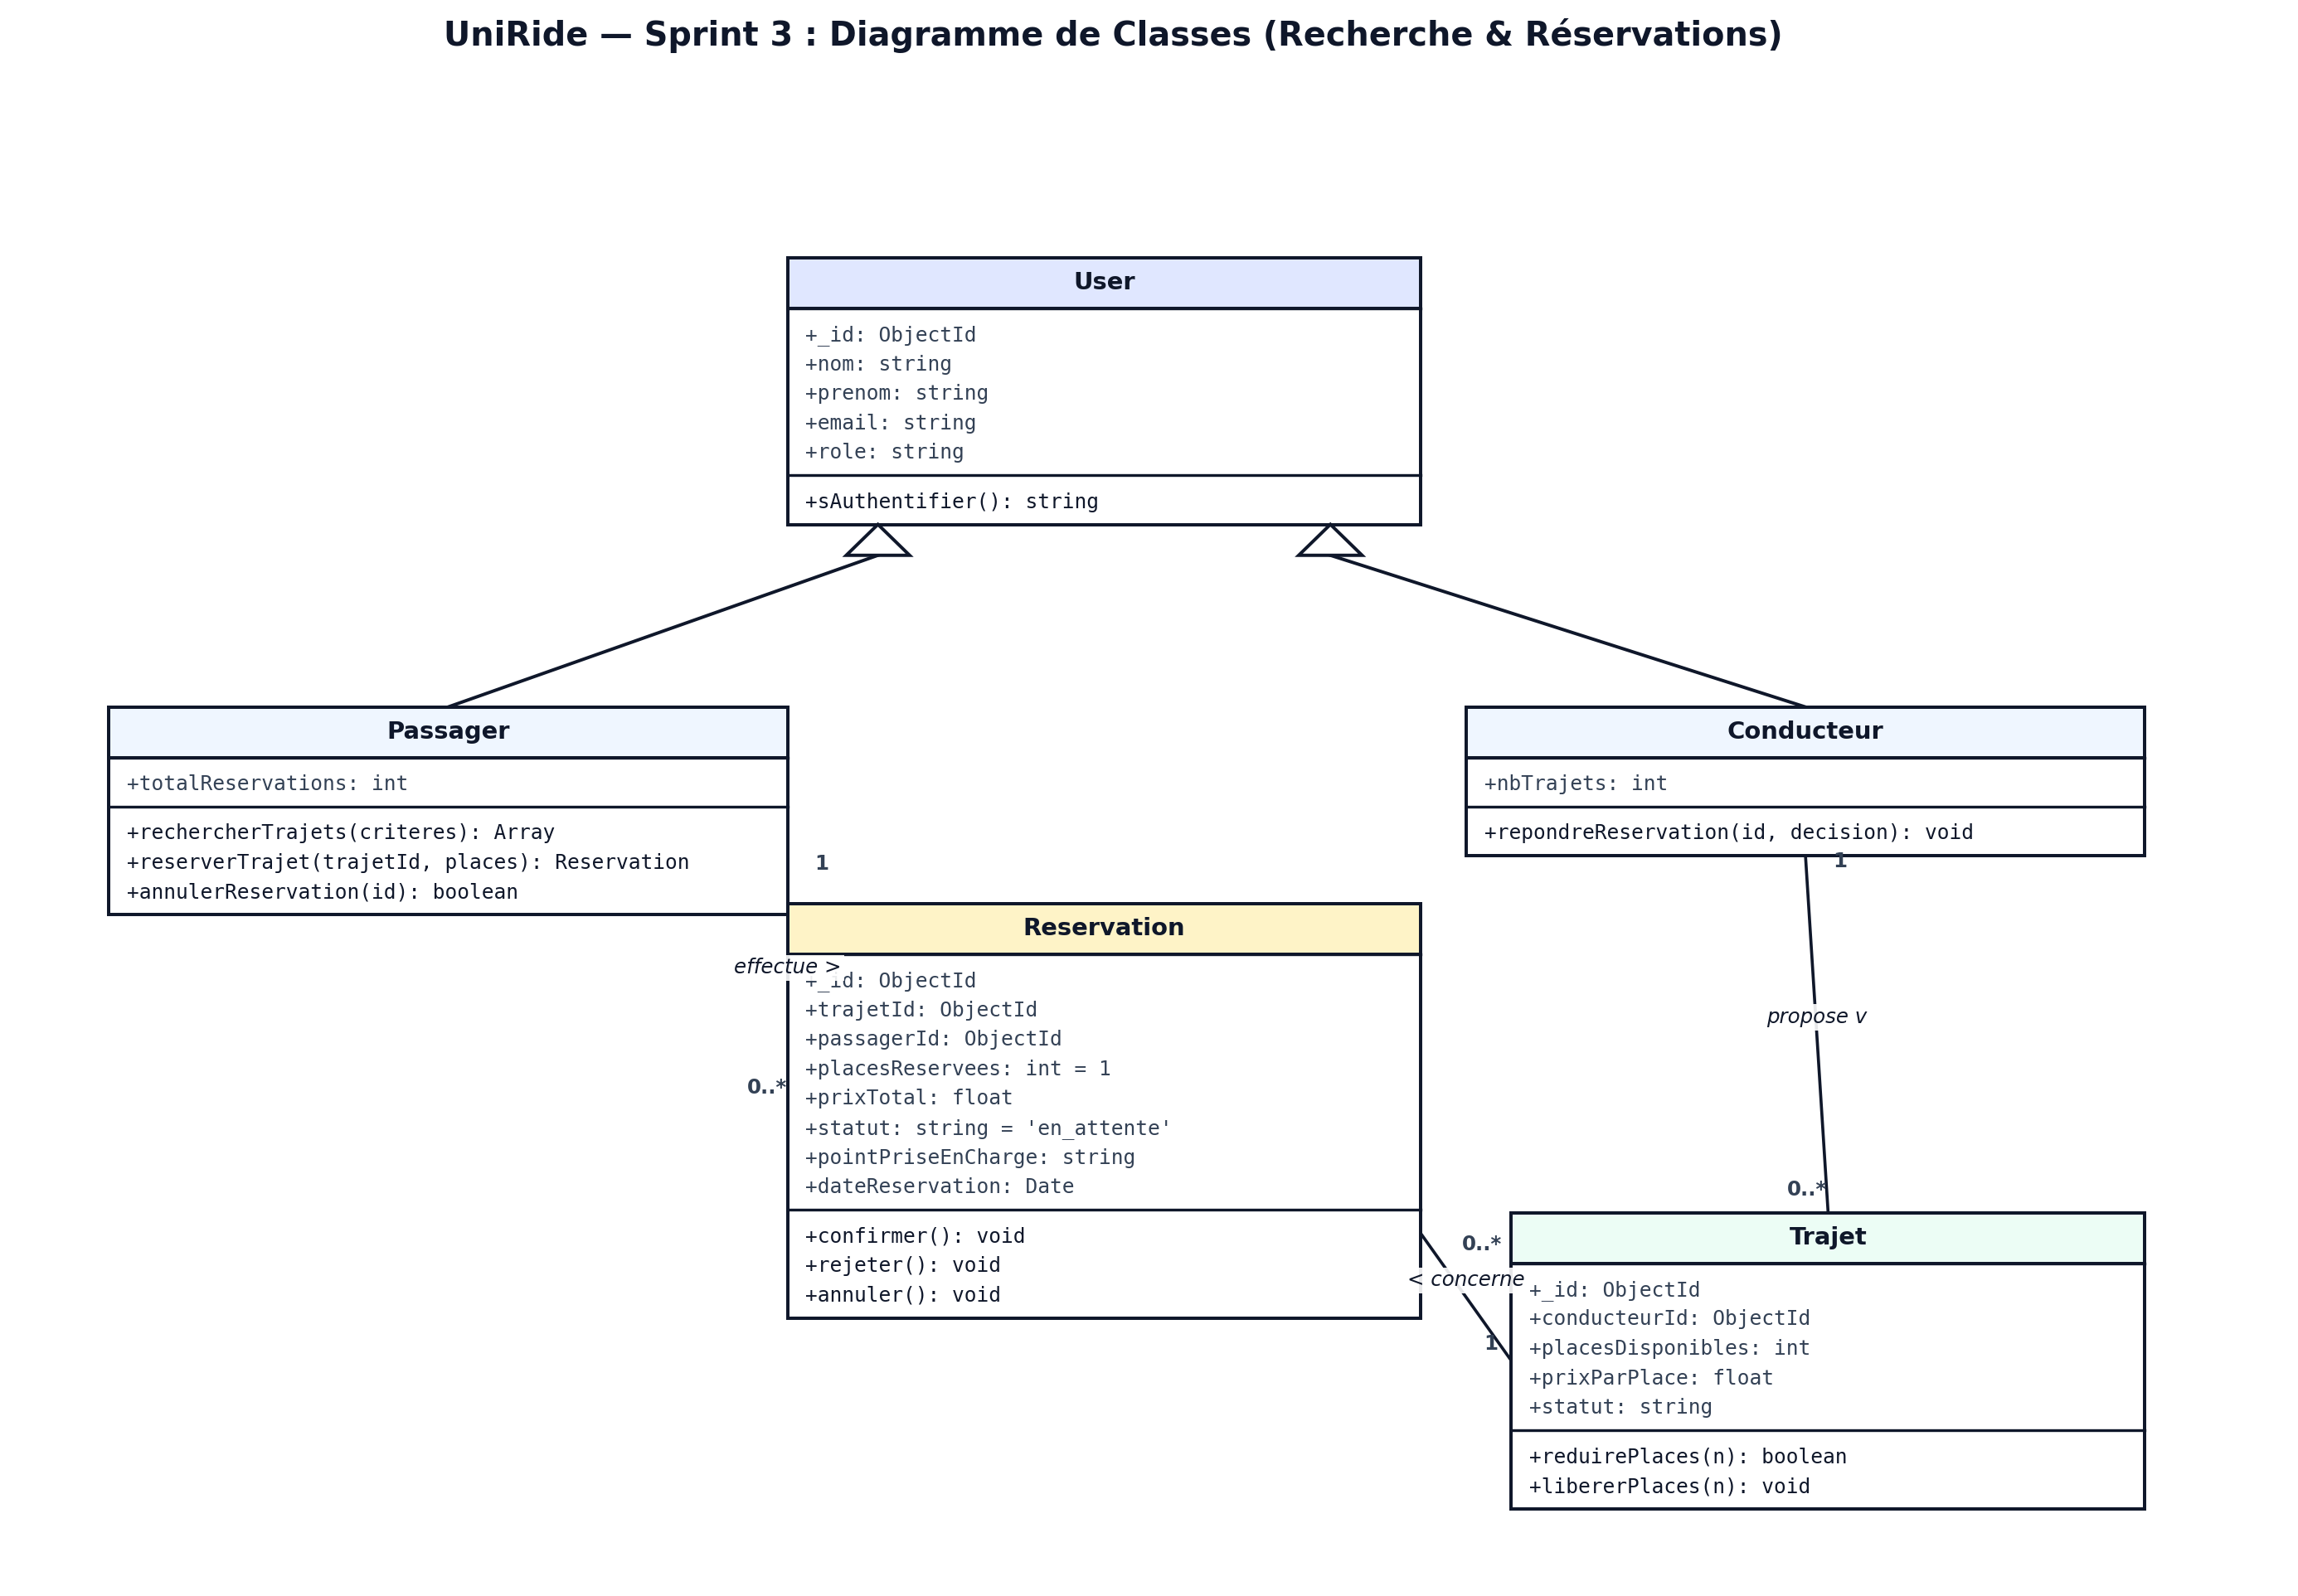 UniRide — Sprint 3 : Diagramme de Classes (Recherche & Réservations)
User
+_id: ObjectId
+nom: string
+prenom: string
+email: string
+role: string
+sAuthentifier(): string
Passager
+totalReservations: int
+rechercherTrajets(criteres): Array
+reserverTrajet(trajetId, places): Reservation
+annulerReservation(id): boolean
Conducteur
+nbTrajets: int
+repondreReservation(id, decision): void
1
1
effectue >
0..*
Reservation
+_id: ObjectId
+trajetId: ObjectId
+passagerId: ObjectId
+placesReservees: int = 1
+prixTotal: float
+statut: string = 'en_attente'
+pointPriseEnCharge: string
+dateReservation: Date
+confirmer(): void
+rejeter(): void
+annuler(): void
propose v
0..*
0..*
< concerne
1
Trajet
+_id: ObjectId
+conducteurId: ObjectId
+placesDisponibles: int
+prixParPlace: float
+statut: string
+reduirePlaces(n): boolean
+libererPlaces(n): void